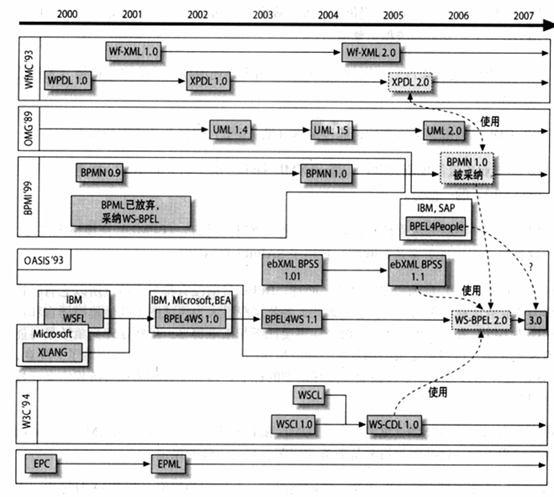 2000 2001 2002 2003 2004 2005 2006 2007
WfMC '93
Wf-XML 1.0
Wf-XML 2.0
WPDL 1.0
XPDL 1.0
XPDL 2.0
使用
OMG '89
UML 1.4
UML 1.5
UML 2.0
BPMN 1.0
被采纳
BPMI '99
BPMN 0.9
BPMN 1.0
BPML 已放弃,
采纳WS-BPEL
IBM, SAP
BPEL4People
?
OASIS '93
ebXML BPSS
1.01
ebXML BPSS
1.1
使用
IBM
WSFL
Microsoft
XLANG
IBM, Microsoft,BEA
BPEL4WS 1.0
BPEL4WS 1.1
WS-BPEL 2.0
3.0
W3C '94
WSCL
WSCI 1.0
WS-CDL 1.0
使用
EPC
EPML